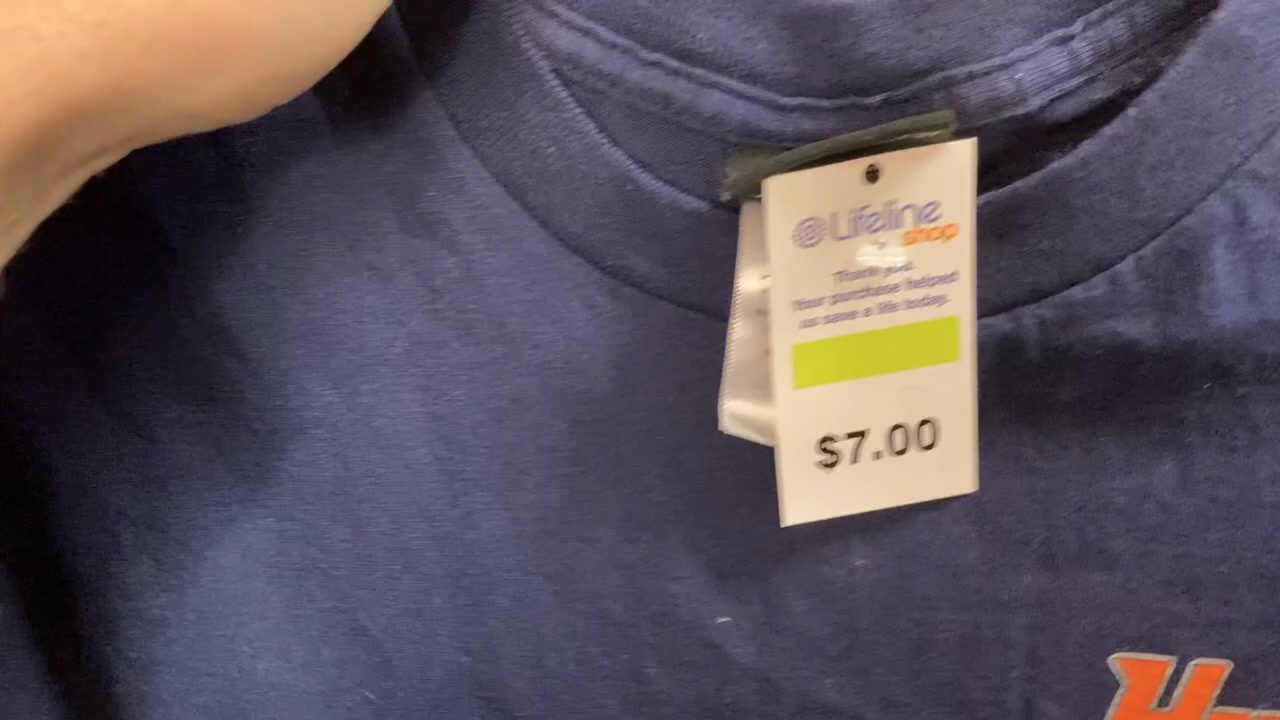 Lifeline
shop
Thank you.
Your purchase helped
us save a life today.
$7.00